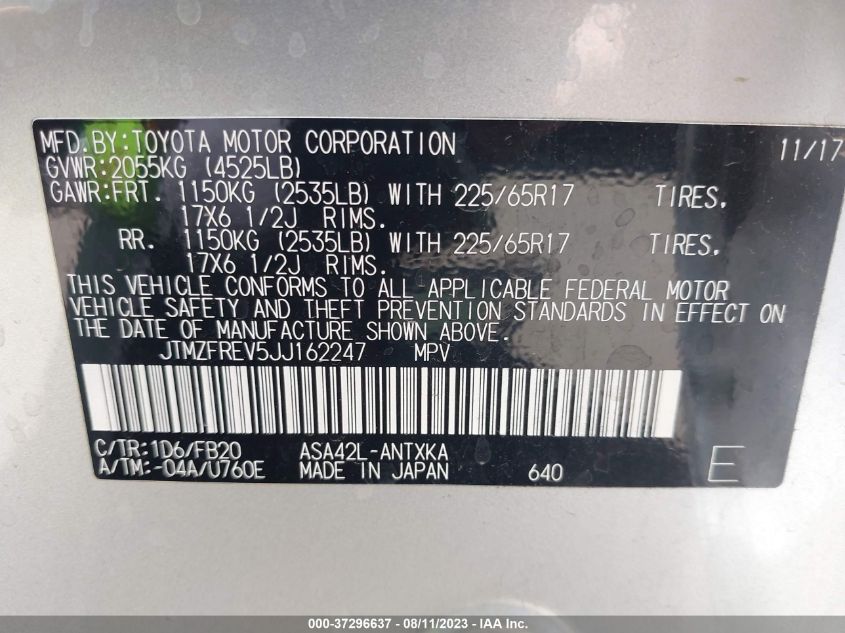 MFD.BY:TOYOTA MOTOR CORPORATION 11/17
GVWR:2055KG (4525LB)
GAWR:FRT. 1150KG (2535LB) WITH 225/65R17 TIRES,
17X6 1/2J RIMS.
RR. 1150KG (2535LB) WITH 225/65R17 TIRES,
17X6 1/2J RIMS.
THIS VEHICLE CONFORMS TO ALL APPLICABLE FEDERAL MOTOR
VEHICLE SAFETY AND THEFT PREVENTION STANDARDS IN EFFECT ON
THE DATE OF MANUFACTURE SHOWN ABOVE.
JTMZFREV5JJ162247 MPV
C/TR:1D6/FB20 ASA42L-ANTXKA
A/TM:-04A/U760E MADE IN JAPAN 640 E
000-37296637 - 08/11/2023 - Copyright © IAA, Inc.